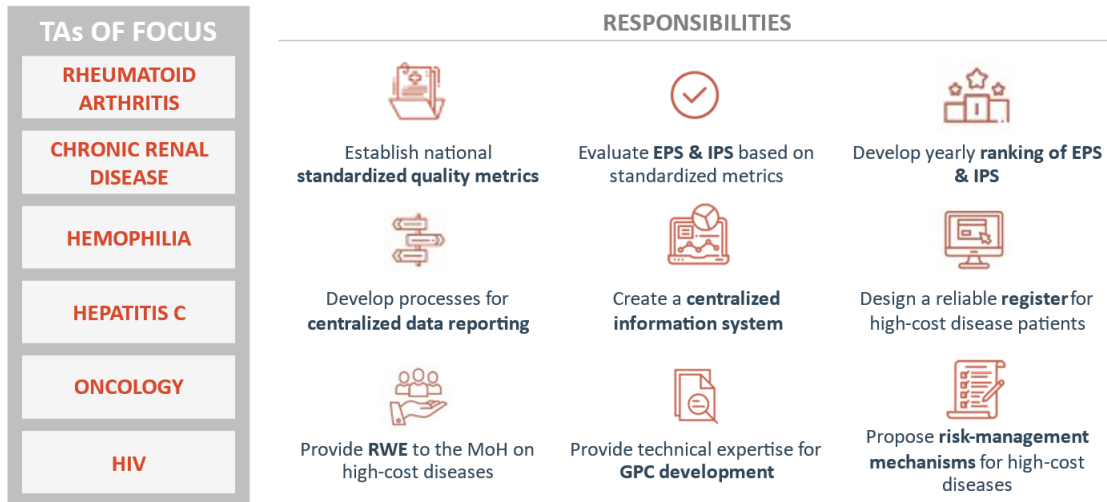 TAs OF FOCUS
RHEUMATOID
ARTHRITIS
CHRONIC RENAL
DISEASE
HEMOPHILIA
HEPATITIS C
ONCOLOGY
HIV
RESPONSIBILITIES
Establish national
standardized quality metrics
Evaluate EPS & IPS based on
standardized metrics
Develop yearly ranking of EPS
& IPS
Develop processes for
centralized data reporting
Create a centralized
information system
Design a reliable register for
high-cost disease patients
Provide RWE to the MoH on
high-cost diseases
Provide technical expertise for
GPC development
Propose risk-management
mechanisms for high-cost
diseases